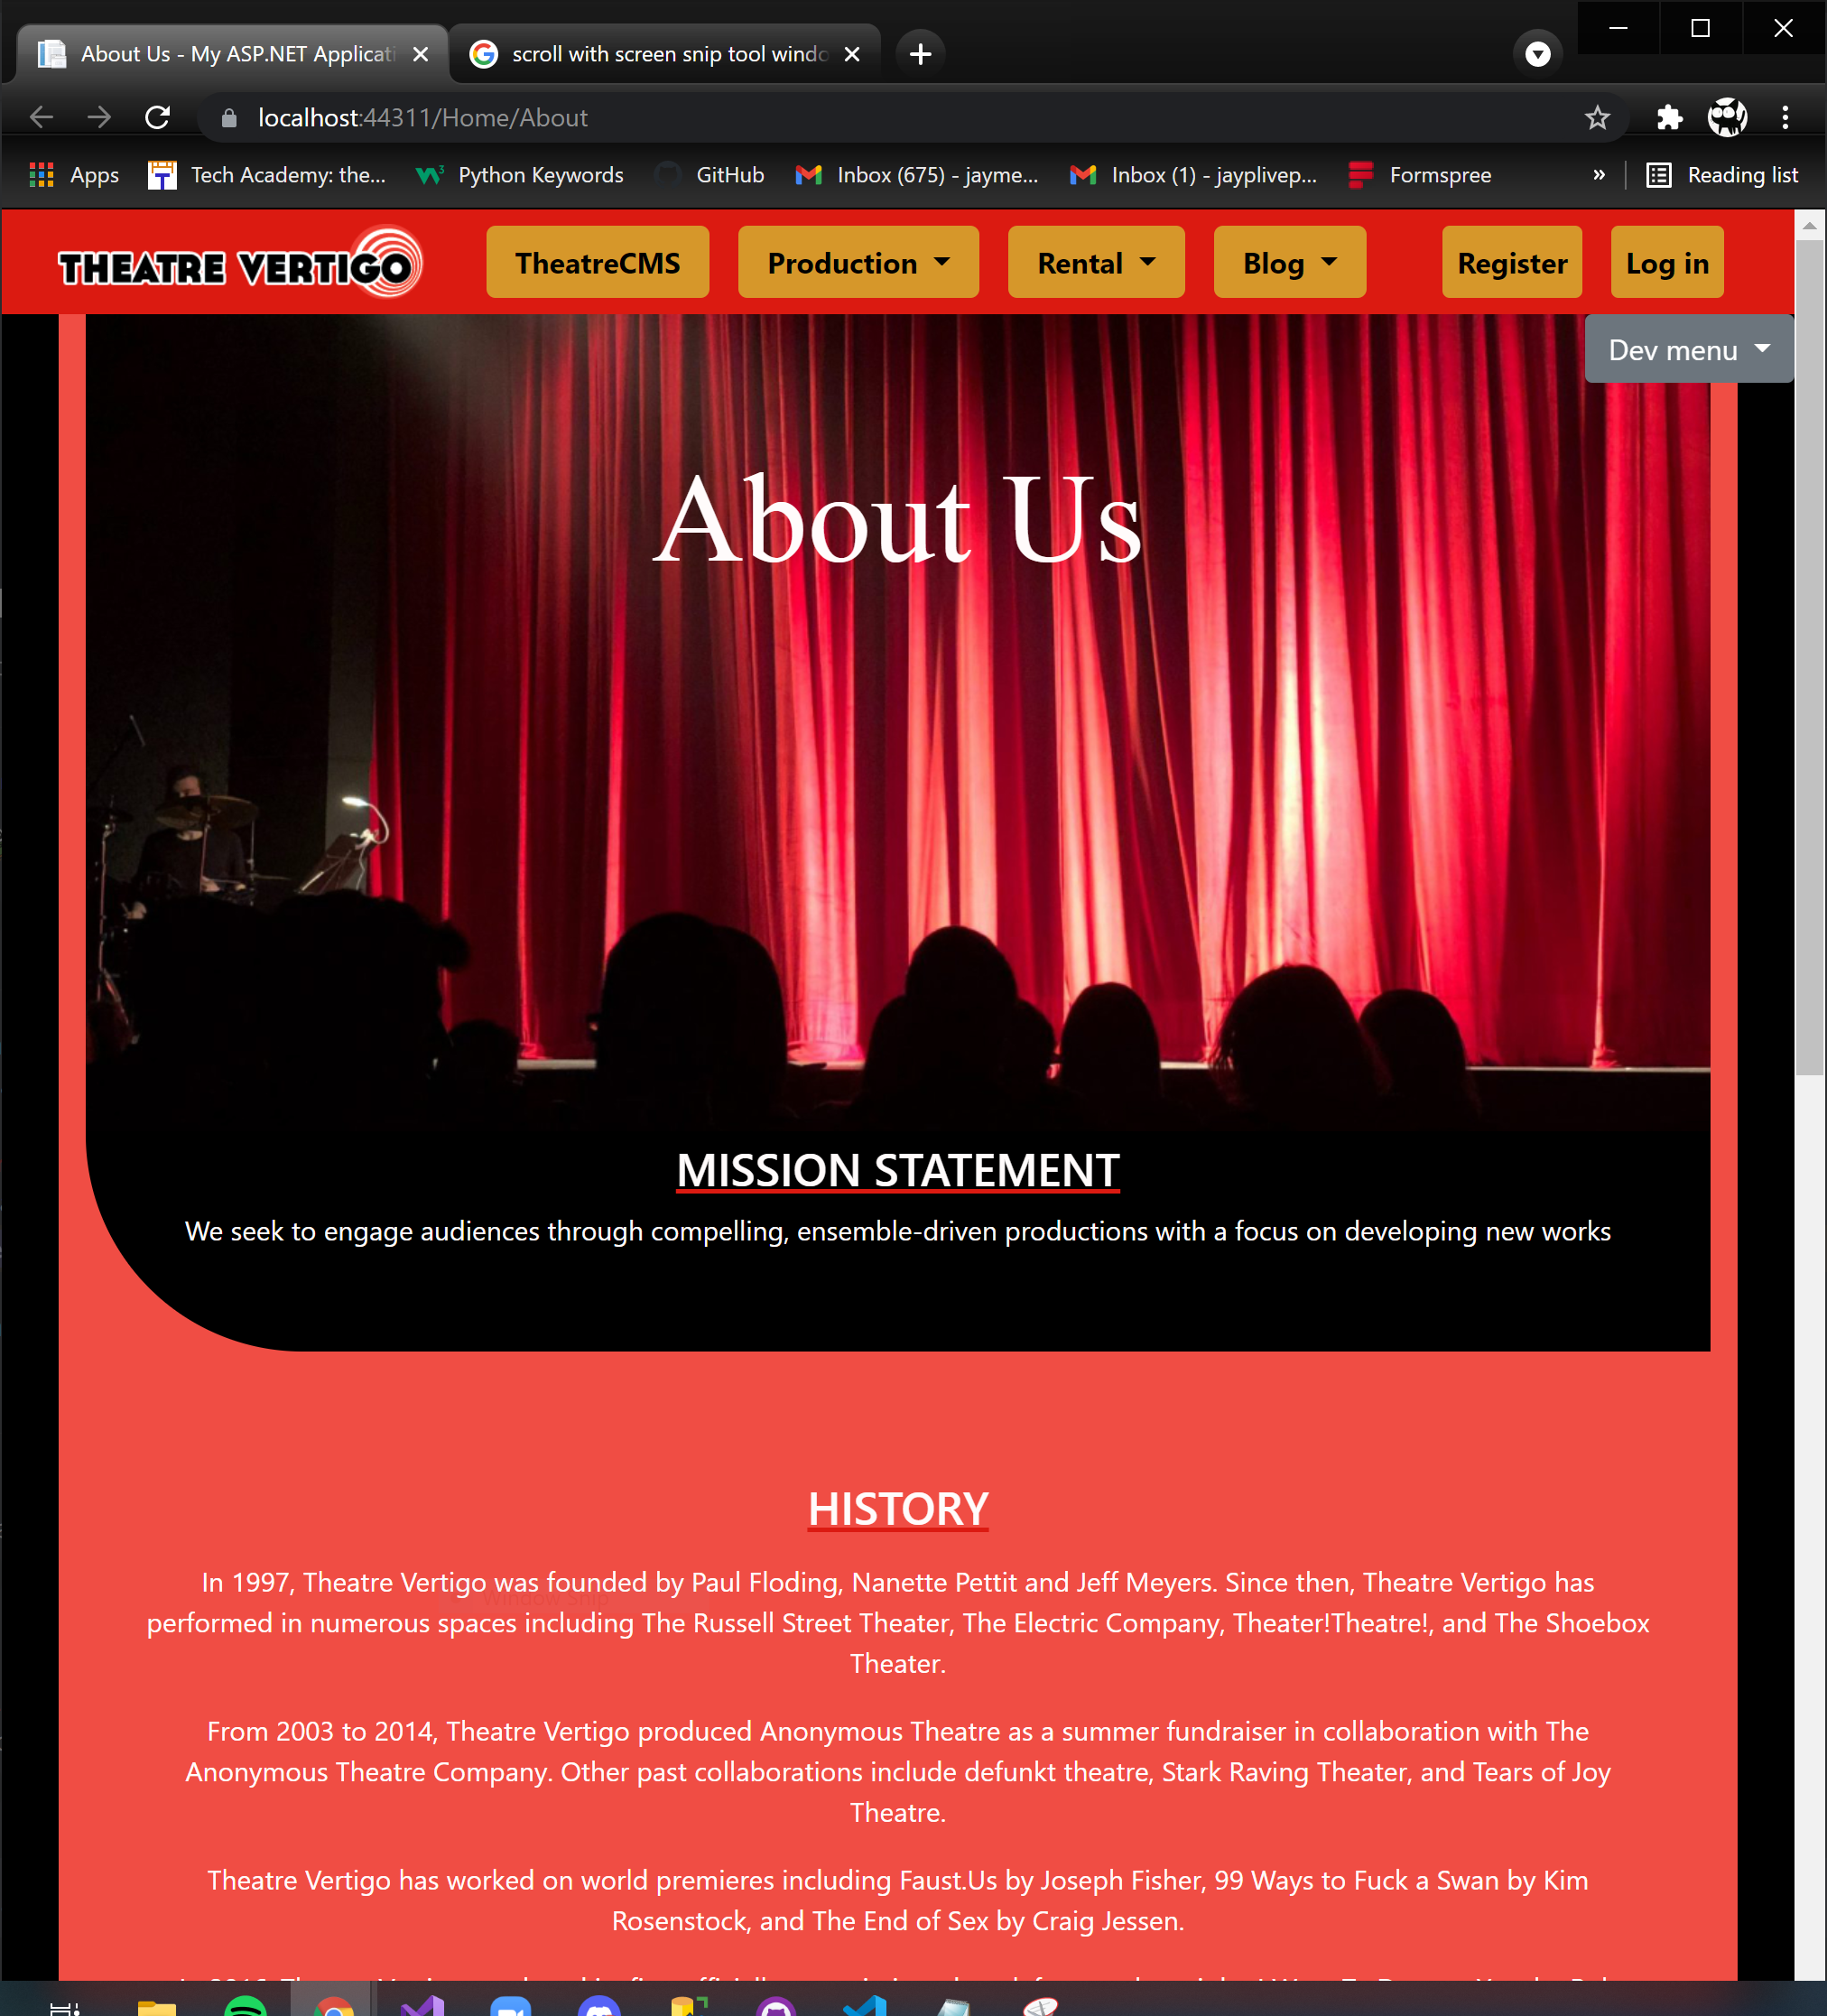 About Us - My ASP.NET Applicati
scroll with screen snip tool windo
localhost:44311/Home/About
Apps
Tech Academy: the...
Python Keywords
GitHub
Inbox (675) - jayme...
Inbox (1) - jayplivep...
Formspree
»
Reading list
THEATRE VERTIGO
TheatreCMS
Production
Rental
Blog
Register
Log in
Dev menu
About Us
MISSION STATEMENT
We seek to engage audiences through compelling, ensemble-driven productions with a focus on developing new works
HISTORY
In 1997, Theatre Vertigo was founded by Paul Floding, Nanette Pettit and Jeff Meyers. Since then, Theatre Vertigo has
Window Snip
performed in numerous spaces including The Russell Street Theater, The Electric Company, Theater!Theatre!, and The Shoebox
Theater.
From 2003 to 2014, Theatre Vertigo produced Anonymous Theatre as a summer fundraiser in collaboration with The
Anonymous Theatre Company. Other past collaborations include defunkt theatre, Stark Raving Theater, and Tears of Joy
Theatre.
Theatre Vertigo has worked on world premieres including Faust.Us by Joseph Fisher, 99 Ways to Fuck a Swan by Kim
Rosenstock, and The End of Sex by Craig Jessen.